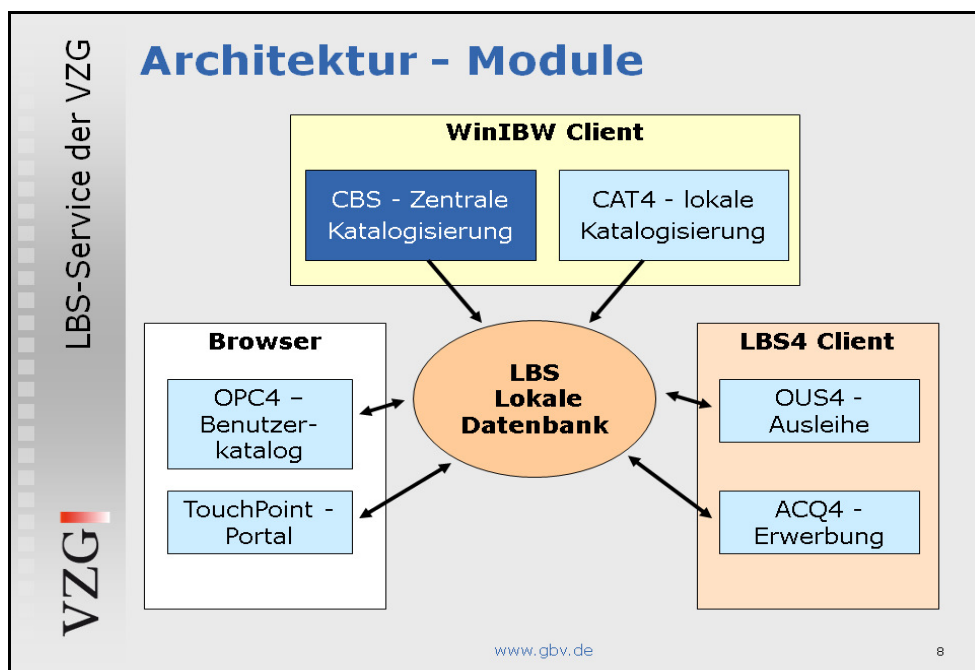 LBS-Service der VZG
VZG
Architektur - Module
WinIBW Client
CBS - Zentrale
Katalogisierung
CAT4 - lokale
Katalogisierung
Browser
OPC4 –
Benutzer-
katalog
TouchPoint -
Portal
LBS
Lokale
Datenbank
LBS4 Client
OUS4 -
Ausleihe
ACQ4 -
Erwerbung
www.gbv.de
8